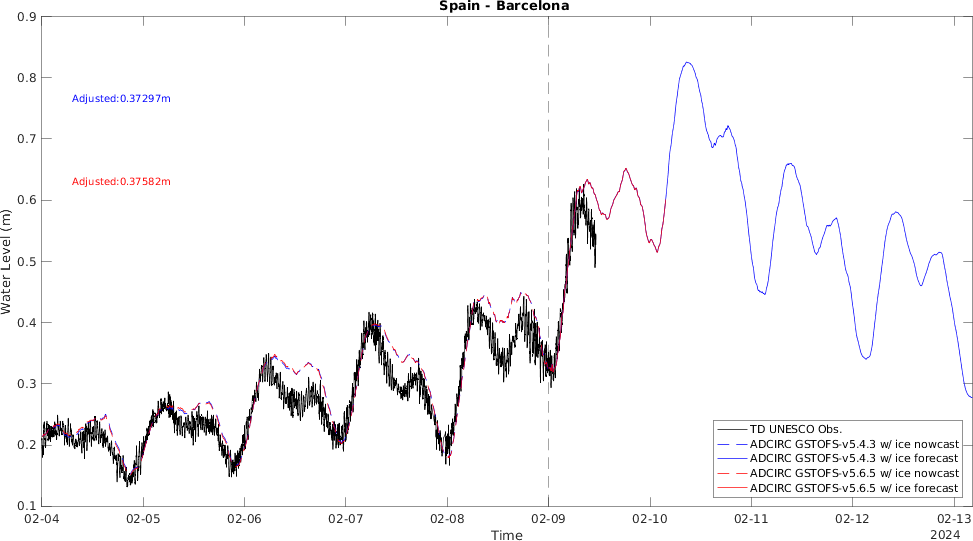 Spain - Barcelona
0.9
0.8
0.7
0.6
0.5
0.4
0.3
0.2
0.1
Water Level (m)
Adjusted:0.37297m
Adjusted:0.37582m
TD UNESCO Obs.
ADCIRC GSTOFS-v5.4.3 w/ ice nowcast
ADCIRC GSTOFS-v5.4.3 w/ ice forecast
ADCIRC GSTOFS-v5.6.5 w/ ice nowcast
ADCIRC GSTOFS-v5.6.5 w/ ice forecast
02-04 02-05 02-06 02-07 02-08 02-09 02-10 02-11 02-12 02-13
Time 2024